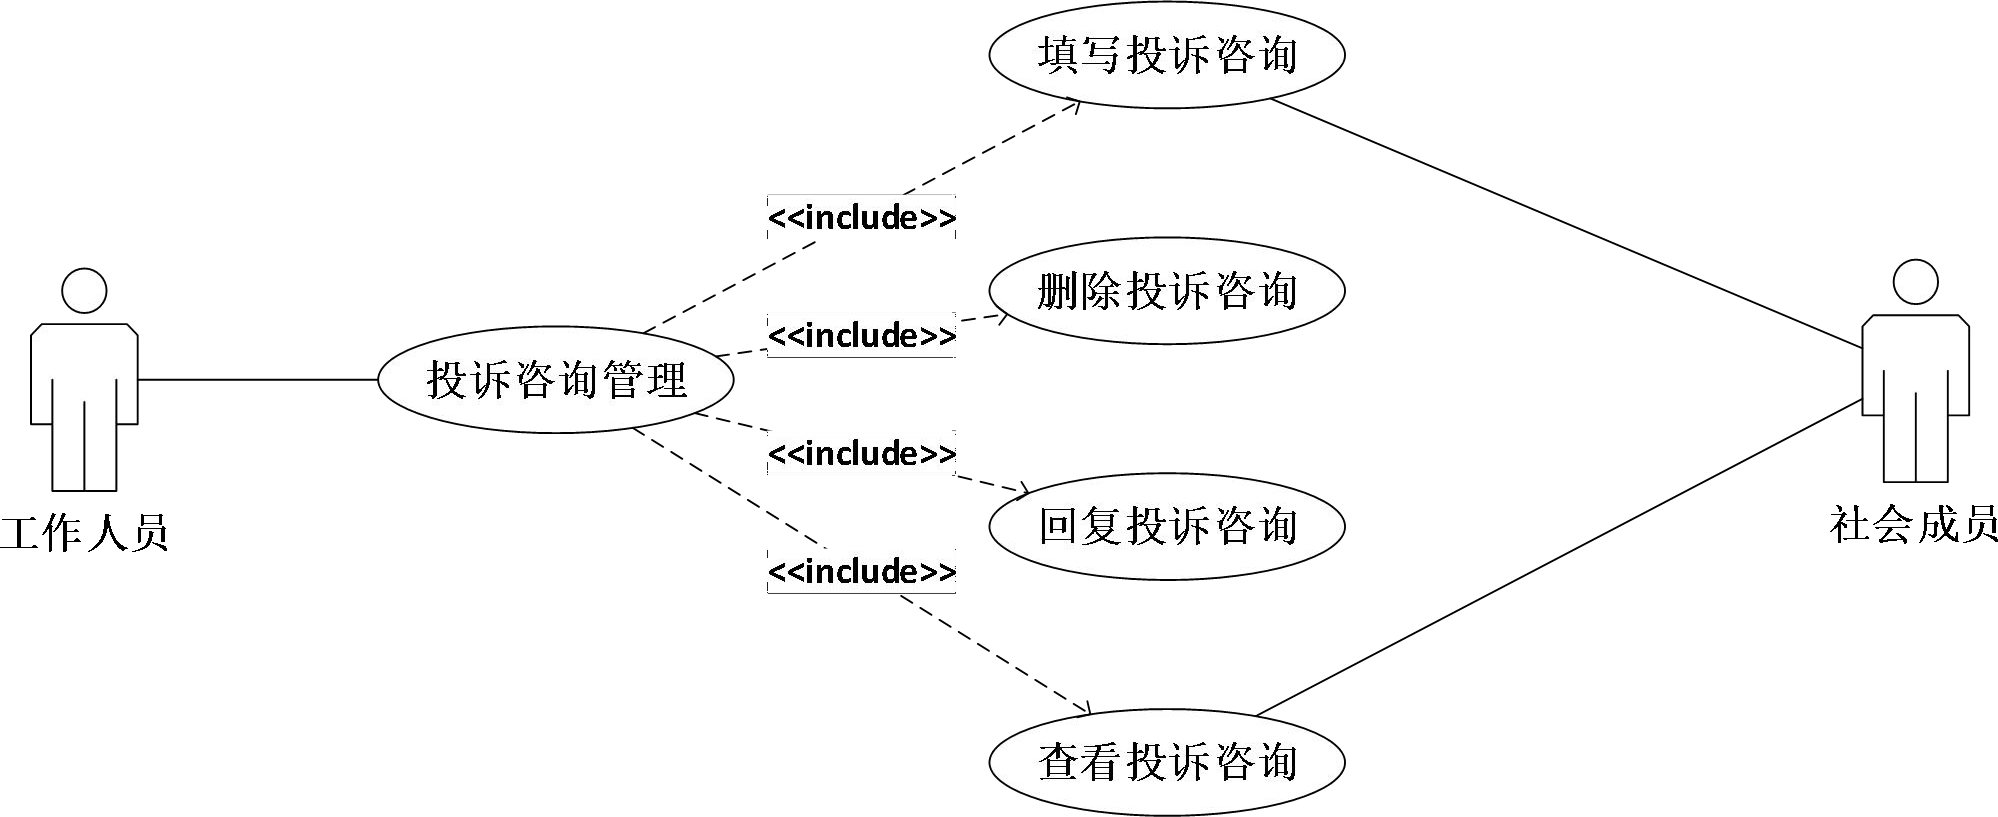 填写投诉咨询
<<include>>
删除投诉咨询
<<include>>
投诉咨询管理
<<include>>
回复投诉咨询
工作人员
社会成员
<<include>>
查看投诉咨询